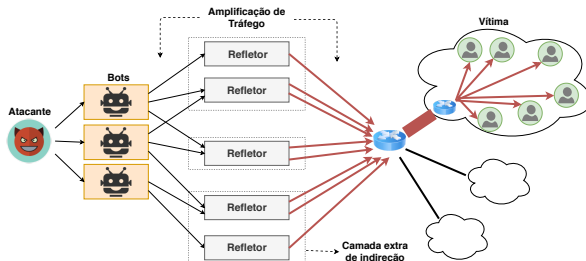 Amplificação de
Tráfego
Vítima
Bots
Atacante
Refletor
Refletor
Refletor
Refletor
Refletor
Camada extra
de indireção